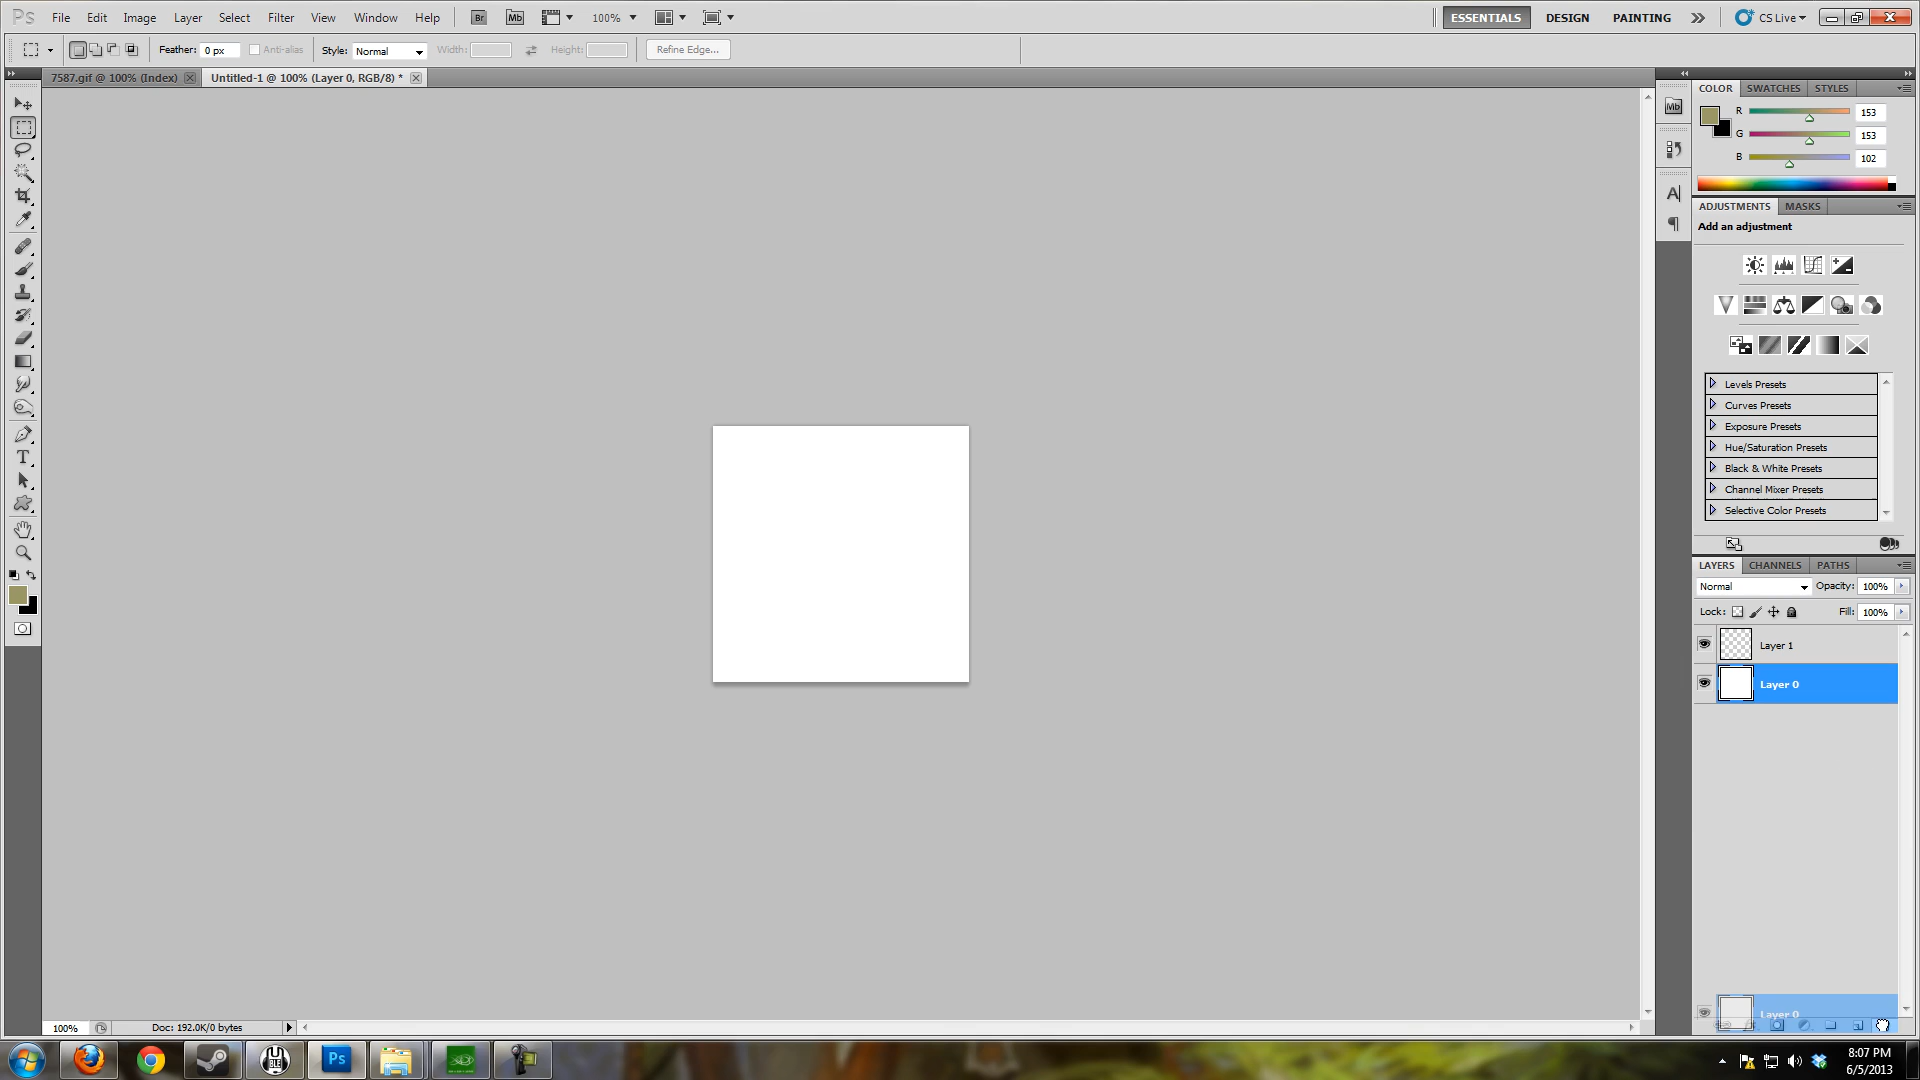 Ps File Edit Image Layer Select Filter View Window Help Br Mb 100% ESSENTIALS DESIGN PAINTING CS Live
Feather: 0 px Anti-alias Style: Normal Width: Height: Refine Edge...
7587.gif @ 100% (Index) Untitled-1 @ 100% (Layer 0, RGB/8) *
COLOR SWATCHES STYLES
Mb
R 153
G 153
B 102
A
ADJUSTMENTS MASKS
Add an adjustment
Levels Presets
Curves Presets
Exposure Presets
Hue/Saturation Presets
Black & White Presets
Channel Mixer Presets
Selective Color Presets
T
LAYERS CHANNELS PATHS
Normal Opacity: 100%
Lock: Fill: 100%
Layer 1
Layer 0
Layer 0
100% Doc: 192.0K/0 bytes
Ps
8:07 PM
6/5/2013